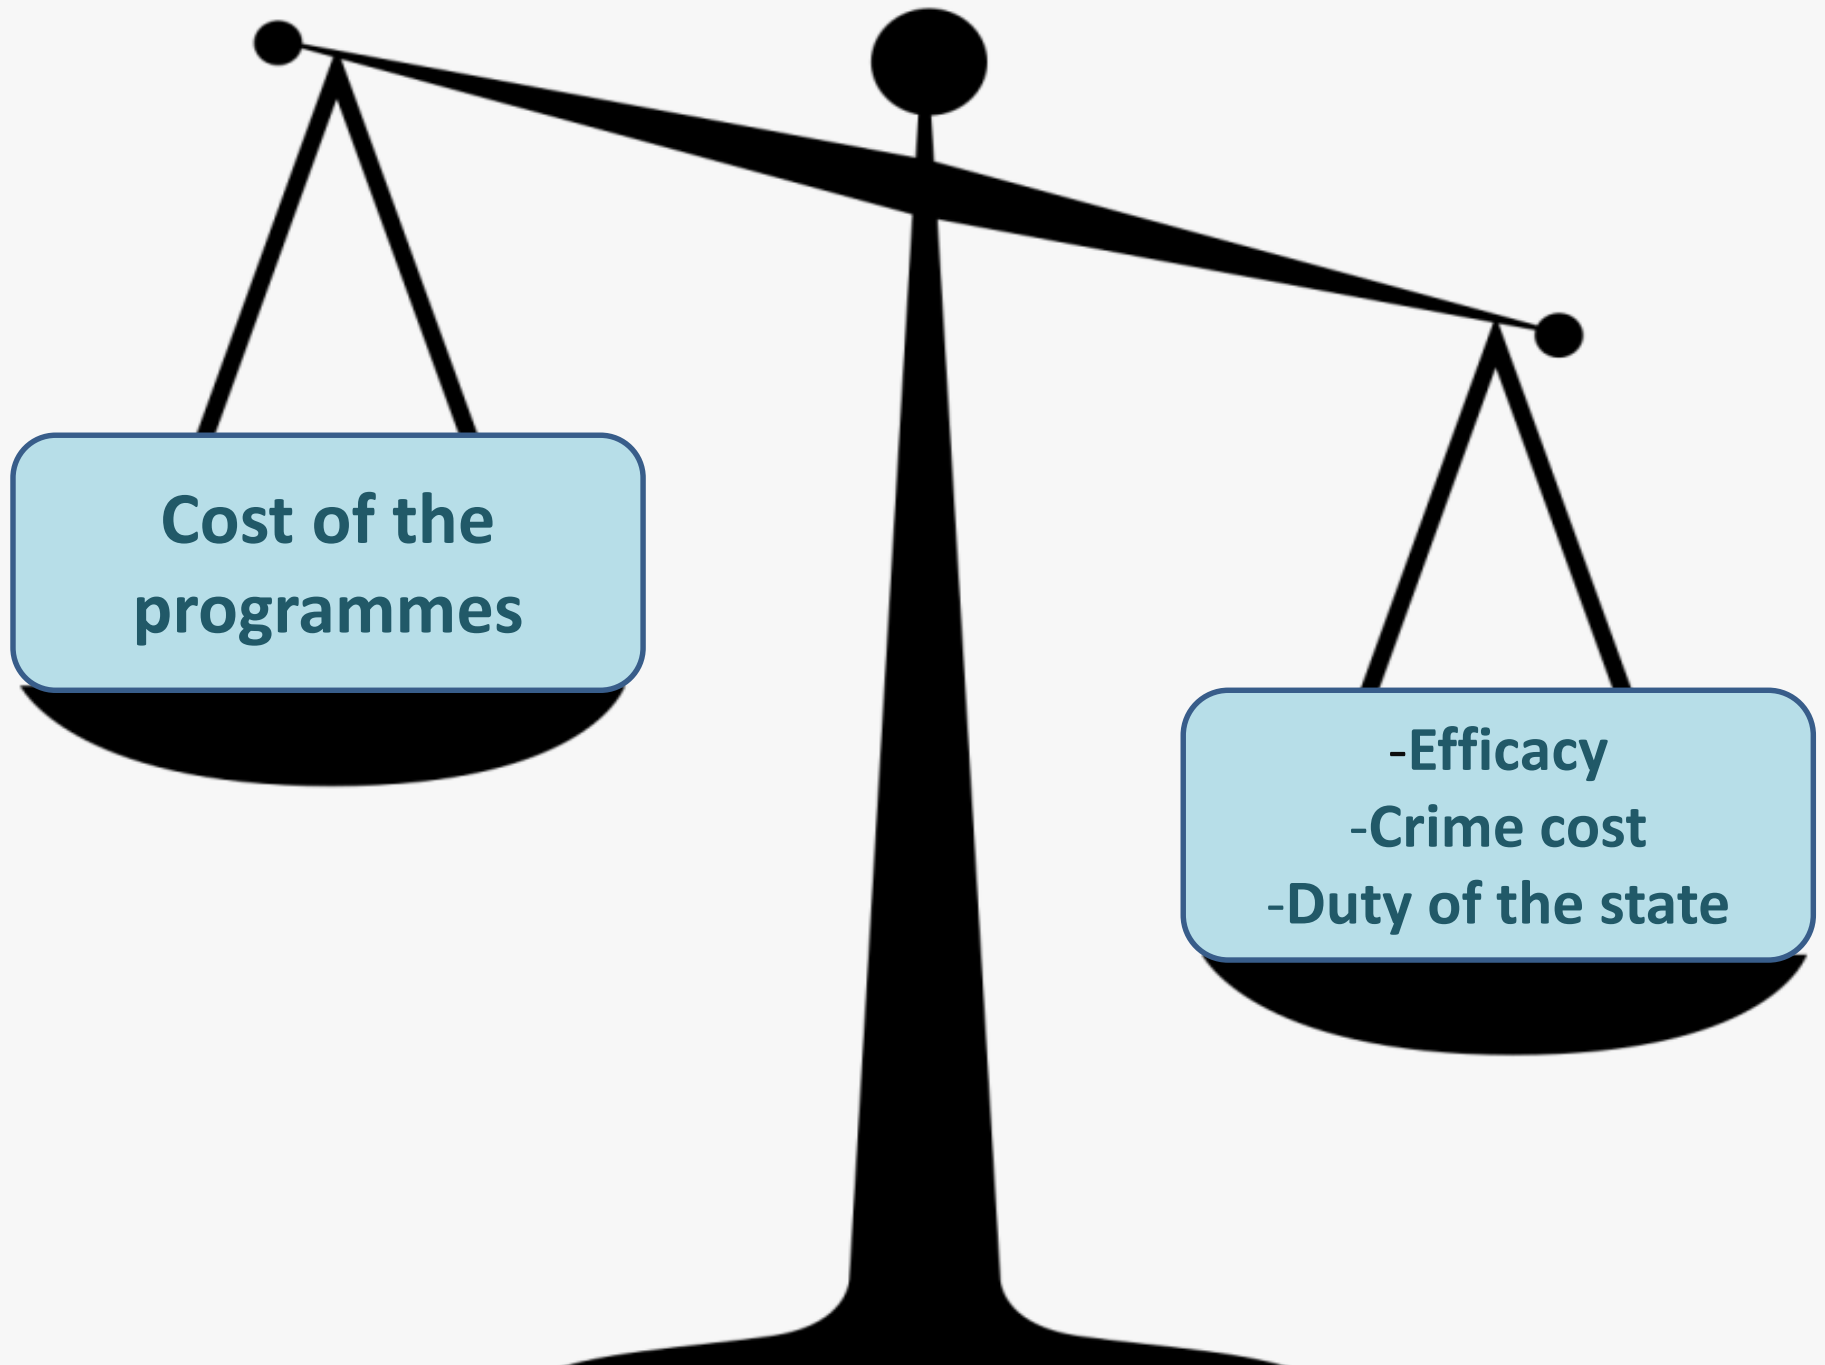 Cost of the
programmes
-Efficacy
-Crime cost
-Duty of the state